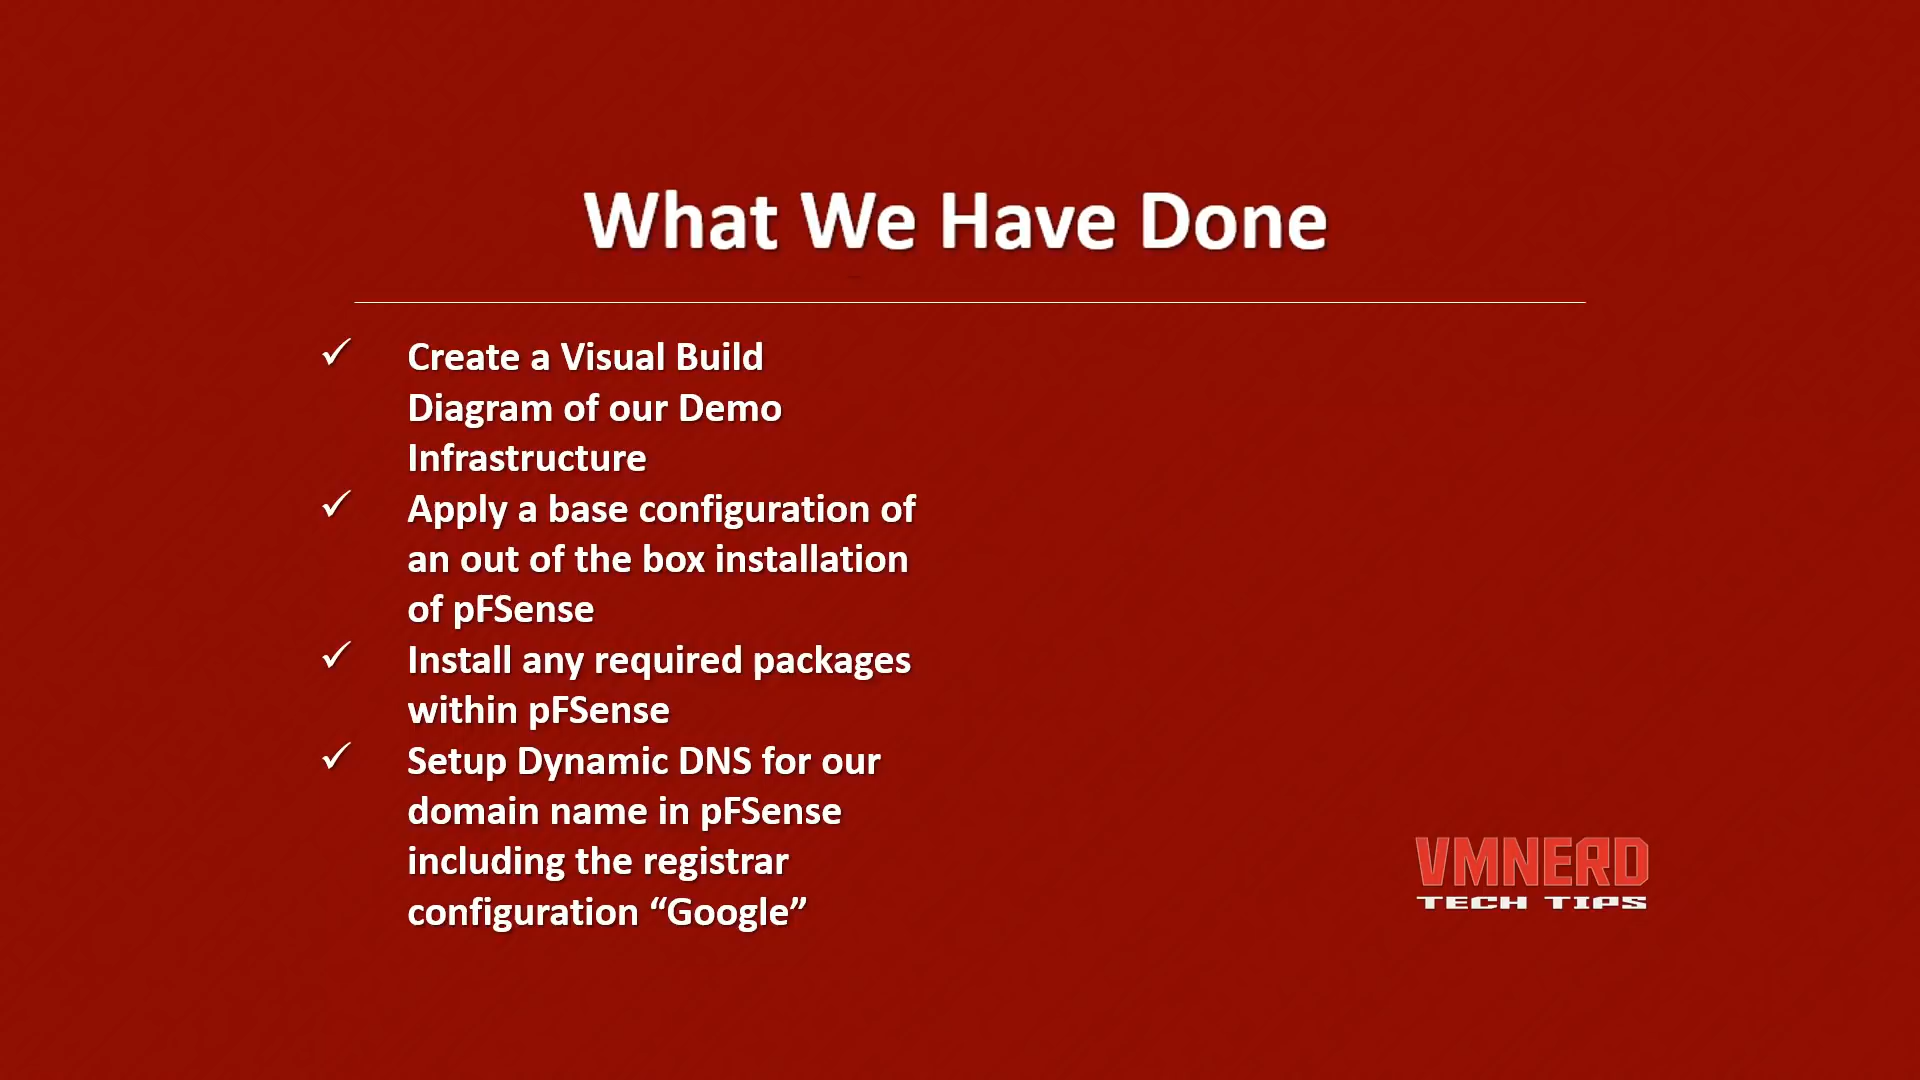 What We Have Done
✓ Create a Visual Build
Diagram of our Demo
Infrastructure
✓ Apply a base configuration of
an out of the box installation
of pFSense
✓ Install any required packages
within pFSense
✓ Setup Dynamic DNS for our
domain name in pFSense
including the registrar
configuration “Google”
VMNERD
TECH TIPS